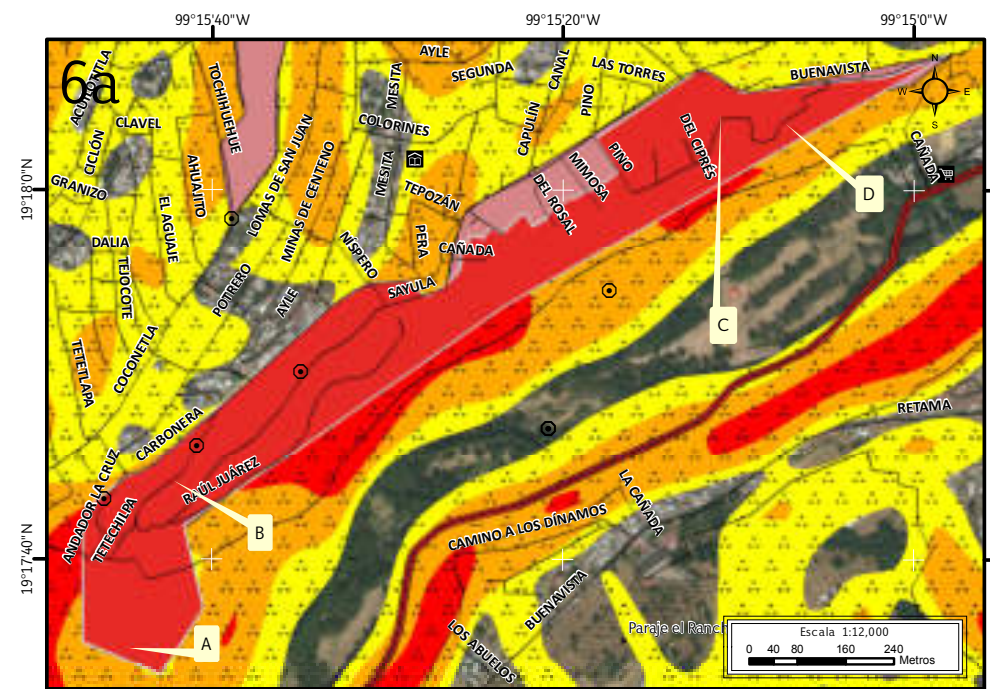 99°15'40"W
99°15'20"W
99°15'0"W
6a
ACUICUINTLA
AYLE
SEGUNDA
CANAL
LAS TORRES
BUENAVISTA
N
W
E
S
TOCHIHUEHUE
MESITA
PINO
CLAVEL
COLORINES
CAPULÍN
CICLÓN
LOMAS DE SAN JUAN
DEL CIPRÉS
CAÑADA
19°18'0"N
GRANIZO
AHUAJITO
MINAS DE CENTENO
MESITA
TEPOZÁN
MIMOSA
PINO
D
EL AGUAJE
DEL ROSAL
DALIA
PERA
CAÑADA
NÍSPERO
TEJOCOTE
POTRERO
AYLE
SAYULA
C
TETETLAPA
COCONETLA
CARBONERA
RETAMA
ANDADOR LA CRUZ
RAÚL JUÁREZ
LA CAÑADA
TETECHILPA
B
CAMINO A LOS DÍNAMOS
19°17'40"N
BUENAVISTA
A
LOS ABUELOS
Paraje el Ranc
Escala 1:12,000
0 40 80 160 240
Metros